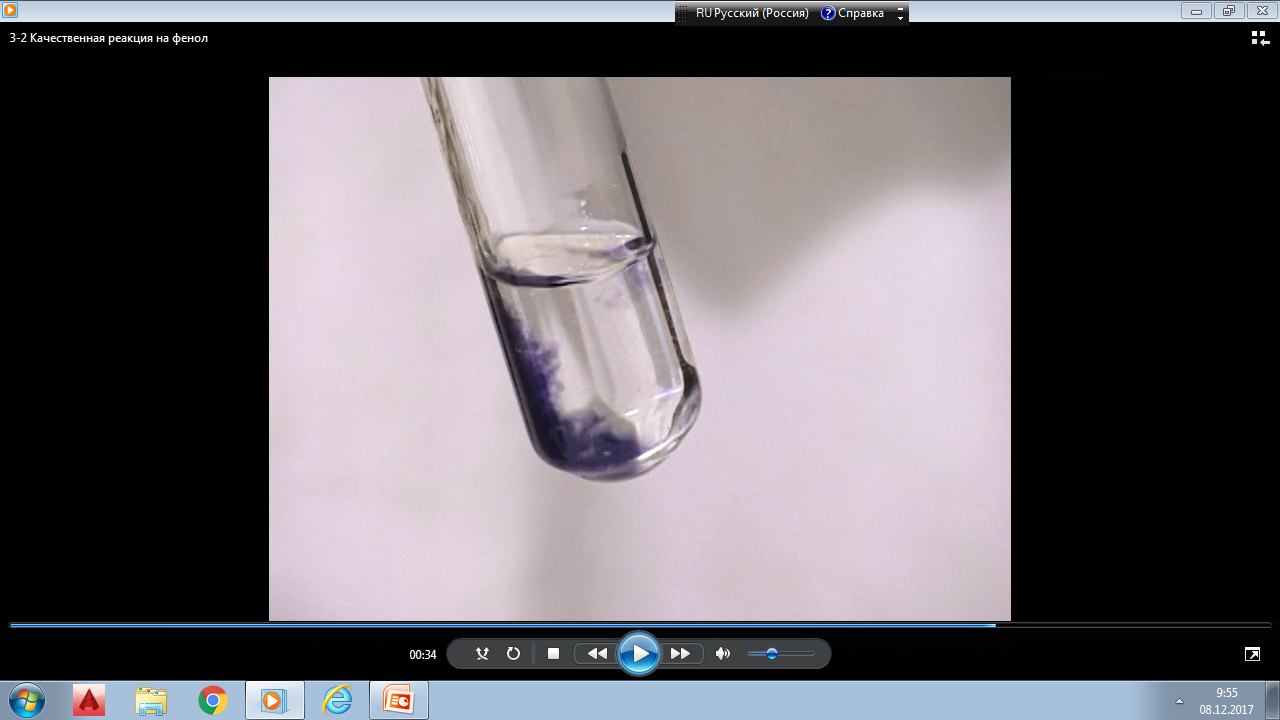 RU Русский (Россия) ? Справка
3-2 Качественная реакция на фенол
00:34
9:55
08.12.2017